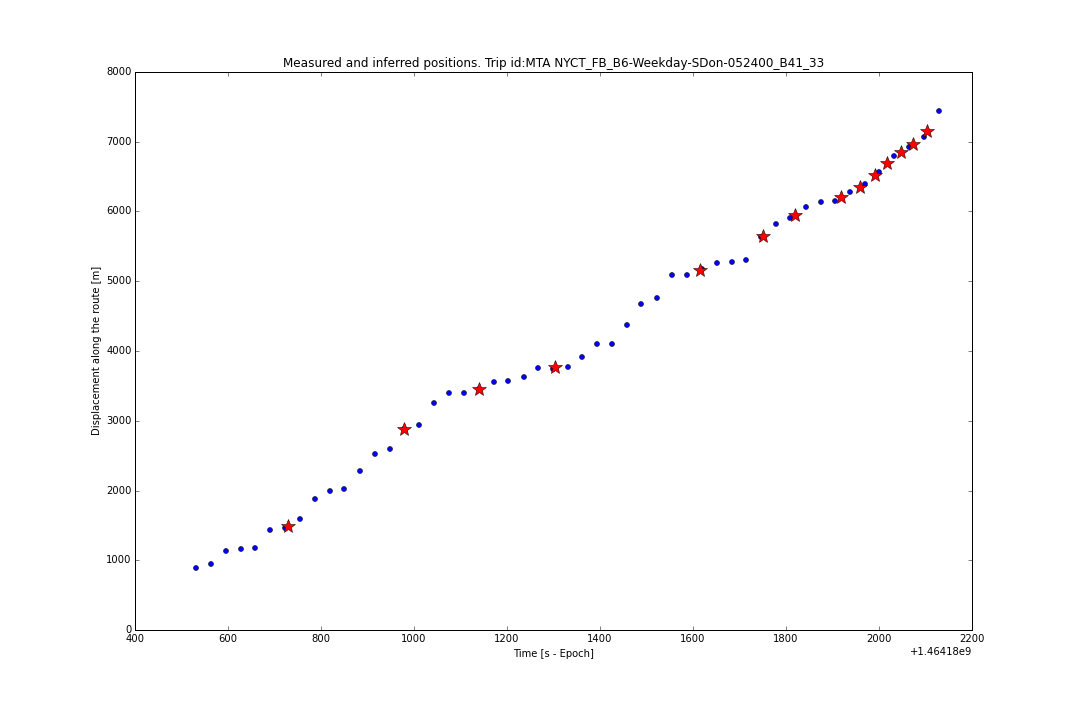 Measured and inferred positions. Trip id:MTA NYCT_FB_B6-Weekday-SDon-052400_B41_33
8000
7000
6000
5000
4000
3000
2000
1000
0
Displacement along the route [m]
400 600 800 1000 1200 1400 1600 1800 2000 2200
Time [s - Epoch]
+1.46418e9